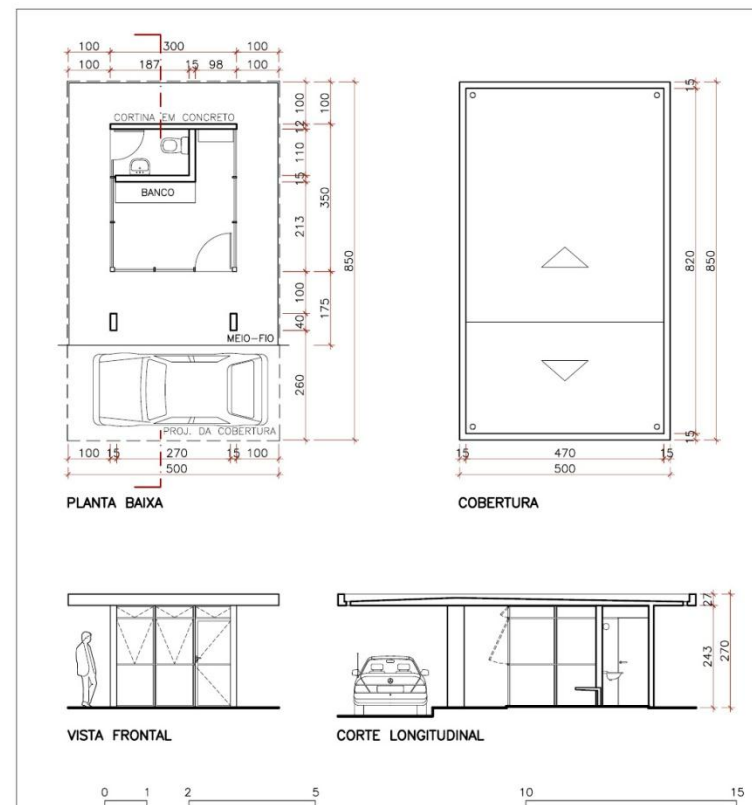 100 300 100
100 187 15 98 100
CORTINA EM CONCRETO
BANCO
MEIO-FIO
PROJ. DA COBERTURA
100
12
110
15
213
100
40
260
100
350
175
850
100 15 270 15 100
500
PLANTA BAIXA
15
820
15
850
15 470 15
500
COBERTURA
VISTA FRONTAL
27
243
270
CORTE LONGITUDINAL
0 1 2 5 10 15